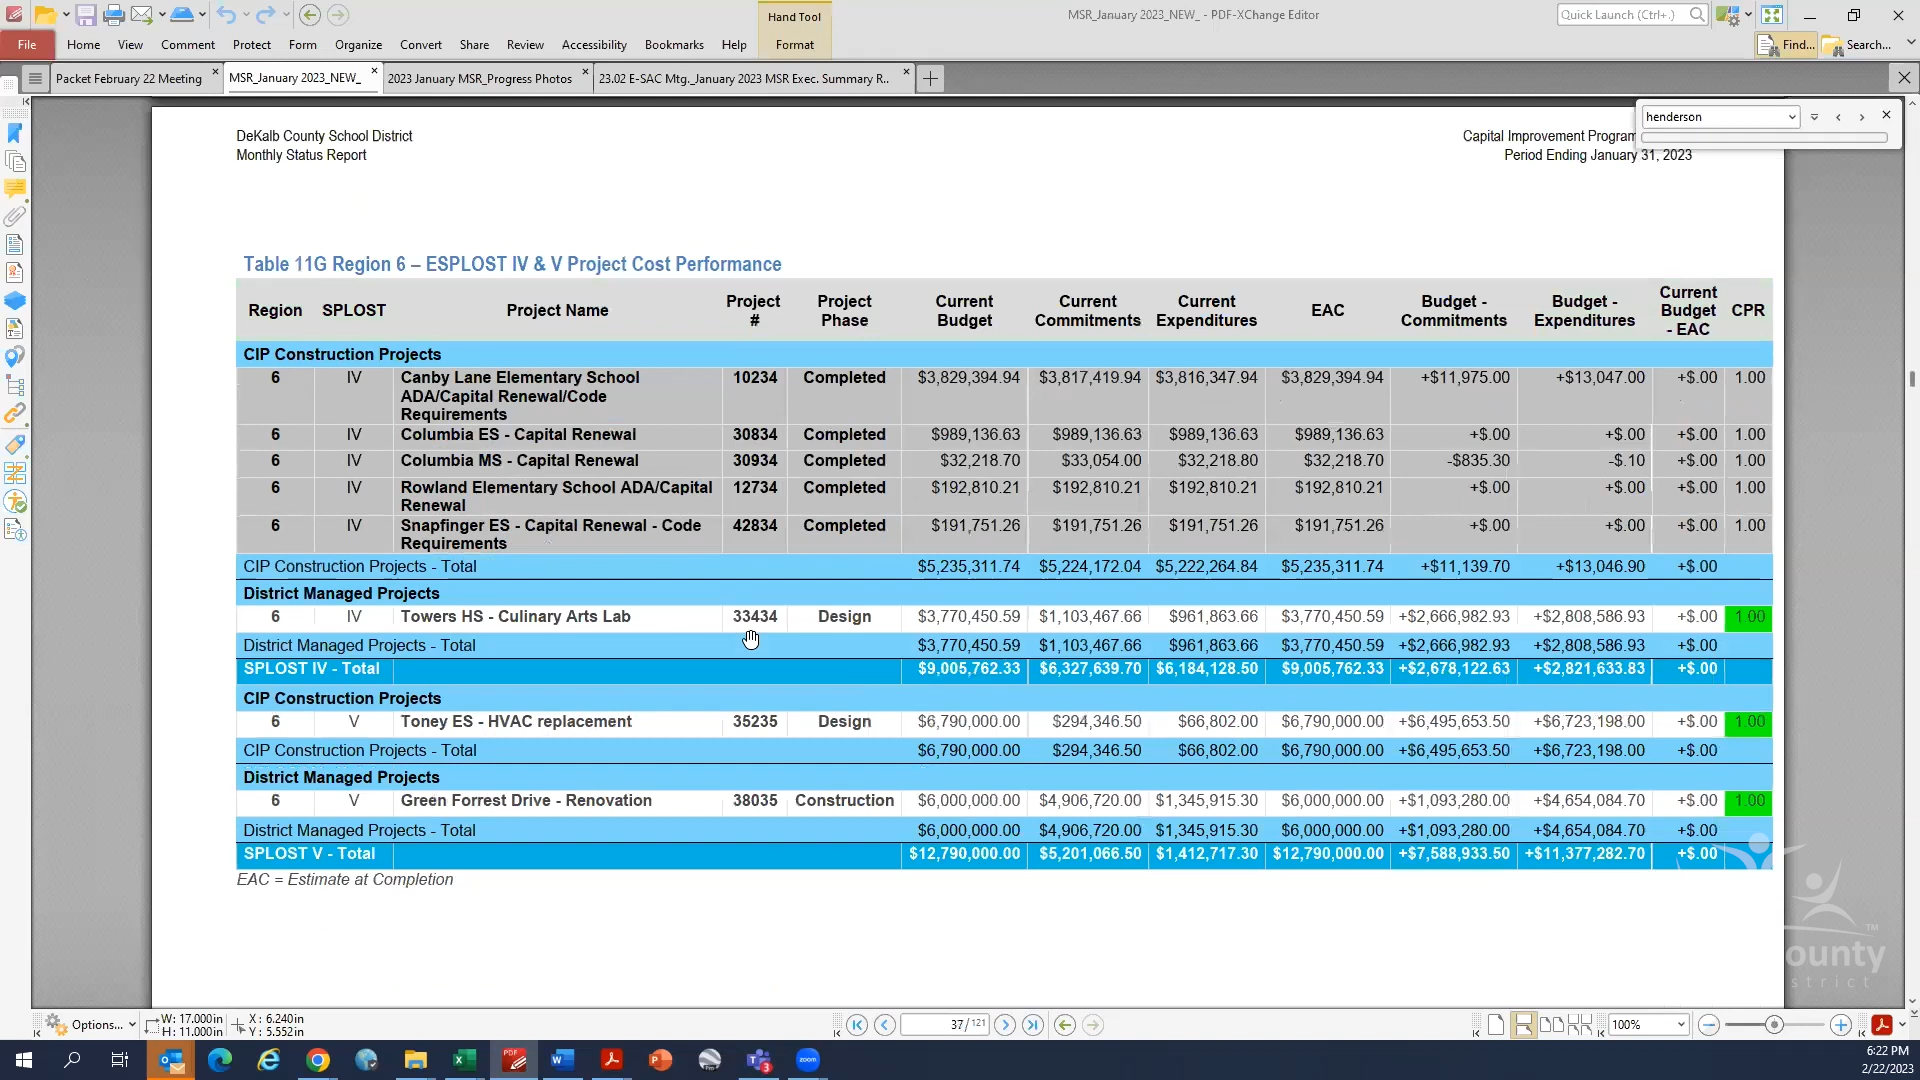 MSR_January 2023_NEW_ - PDF-XChange Editor
Hand Tool
Quick Launch (Ctrl+.)
File Home View Comment Protect Form Organize Convert Share Review Accessibility Bookmarks Help Format Find... Search...
Packet February 22 Meeting MSR_January 2023_NEW_ 2023 January MSR_Progress Photos 23.02 E-SAC Mtg._January 2023 MSR Exec. Summary R..
henderson
DeKalb County School District Capital Improvement Program
Monthly Status Report Period Ending January 31, 2023
Table 11G Region 6 – ESPLOST IV & V Project Cost Performance
Region SPLOST Project Name Project # Project Phase Current Budget Current Commitments Current Expenditures EAC Budget - Commitments Budget - Expenditures Current Budget - EAC CPR
CIP Construction Projects
6 IV Canby Lane Elementary School ADA/Capital Renewal/Code Requirements 10234 Completed $3,829,394.94 $3,817,419.94 $3,816,347.94 $3,829,394.94 +$11,975.00 +$13,047.00 +$.00 1.00
6 IV Columbia ES - Capital Renewal 30834 Completed $989,136.63 $989,136.63 $989,136.63 $989,136.63 +$.00 +$.00 +$.00 1.00
6 IV Columbia MS - Capital Renewal 30934 Completed $32,218.70 $33,054.00 $32,218.80 $32,218.70 -$835.30 -$.10 +$.00 1.00
6 IV Rowland Elementary School ADA/Capital Renewal 12734 Completed $192,810.21 $192,810.21 $192,810.21 $192,810.21 +$.00 +$.00 +$.00 1.00
6 IV Snapfinger ES - Capital Renewal - Code Requirements 42834 Completed $191,751.26 $191,751.26 $191,751.26 $191,751.26 +$.00 +$.00 +$.00 1.00
CIP Construction Projects - Total $5,235,311.74 $5,224,172.04 $5,222,264.84 $5,235,311.74 +$11,139.70 +$13,046.90 +$.00
District Managed Projects
6 IV Towers HS - Culinary Arts Lab 33434 Design $3,770,450.59 $1,103,467.66 $961,863.66 $3,770,450.59 +$2,666,982.93 +$2,808,586.93 +$.00 1.00
District Managed Projects - Total $3,770,450.59 $1,103,467.66 $961,863.66 $3,770,450.59 +$2,666,982.93 +$2,808,586.93 +$.00
SPLOST IV - Total $9,005,762.33 $6,327,639.70 $6,184,128.50 $9,005,762.33 +$2,678,122.63 +$2,821,633.83 +$.00
CIP Construction Projects
6 V Toney ES - HVAC replacement 35235 Design $6,790,000.00 $294,346.50 $66,802.00 $6,790,000.00 +$6,495,653.50 +$6,723,198.00 +$.00 1.00
CIP Construction Projects - Total $6,790,000.00 $294,346.50 $66,802.00 $6,790,000.00 +$6,495,653.50 +$6,723,198.00 +$.00
District Managed Projects
6 V Green Forrest Drive - Renovation 38035 Construction $6,000,000.00 $4,906,720.00 $1,345,915.30 $6,000,000.00 +$1,093,280.00 +$4,654,084.70 +$.00 1.00
District Managed Projects - Total $6,000,000.00 $4,906,720.00 $1,345,915.30 $6,000,000.00 +$1,093,280.00 +$4,654,084.70 +$.00
SPLOST V - Total $12,790,000.00 $5,201,066.50 $1,412,717.30 $12,790,000.00 +$7,588,933.50 +$11,377,282.70 +$.00
EAC = Estimate at Completion
ounty
strict
Options... W: 17.000in X: 6.240in
H: 11.000in Y: 5.552in
37 / 121 100%
6:22 PM
2/22/2023